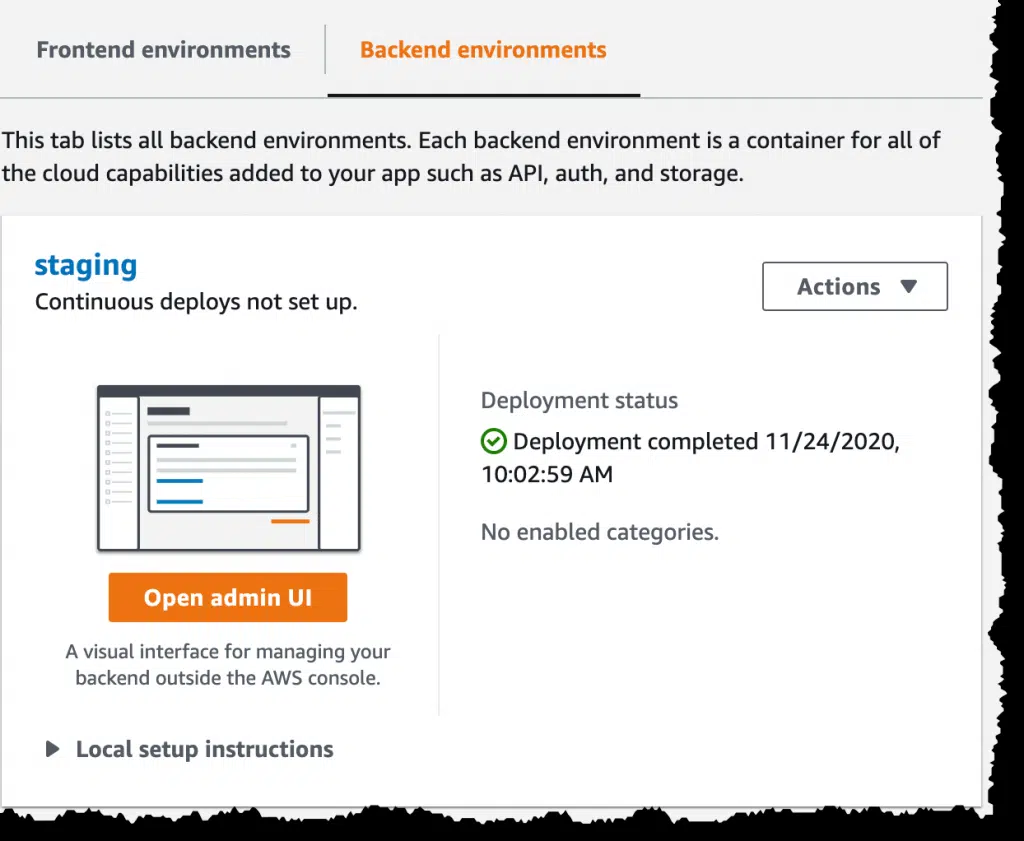 Frontend environments
Backend environments
This tab lists all backend environments. Each backend environment is a container for all of
the cloud capabilities added to your app such as API, auth, and storage.
staging
Continuous deploys not set up.
Actions
Open admin UI
A visual interface for managing your
backend outside the AWS console.
Deployment status
Deployment completed 11/24/2020,
10:02:59 AM
No enabled categories.
Local setup instructions